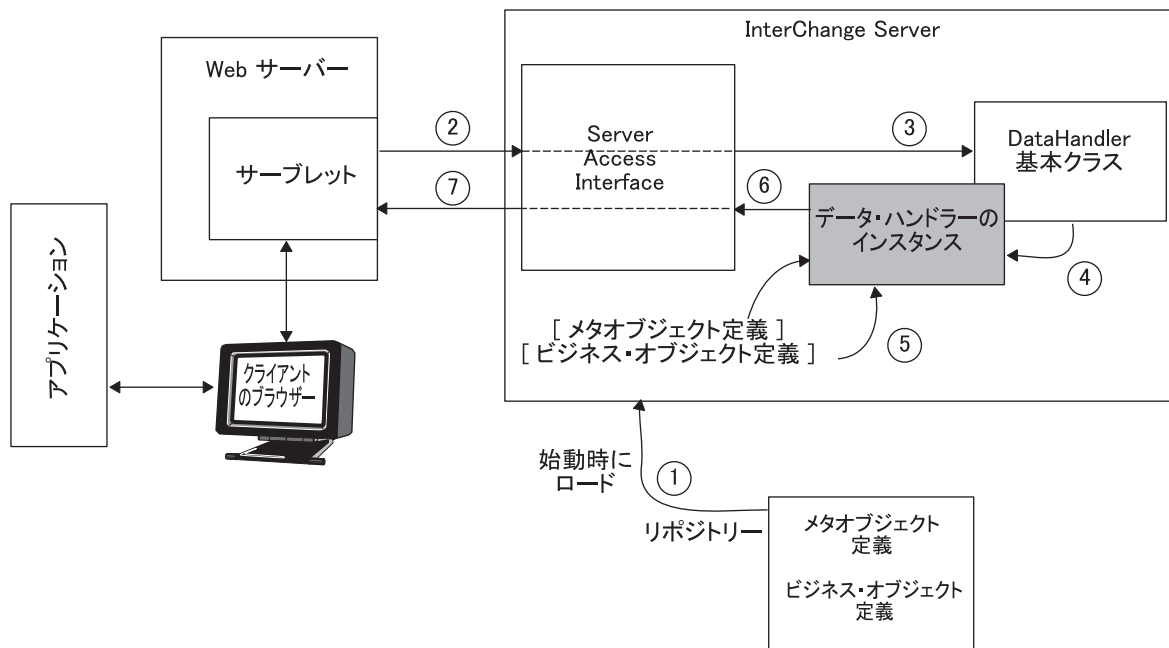 InterChange Server
Web サーバー
サーブレット
Server
Access
Interface
DataHandler
基本クラス
データ・ハンドラーの
インスタンス
②
③
⑦
⑥
④
[ メタオブジェクト定義 ]
[ ビジネス・オブジェクト定義 ]
⑤
アプリケーション
クライアント
のブラウザー
始動時に
ロード
①
リポジトリー
メタオブジェクト
定義
ビジネス・オブジェクト
定義